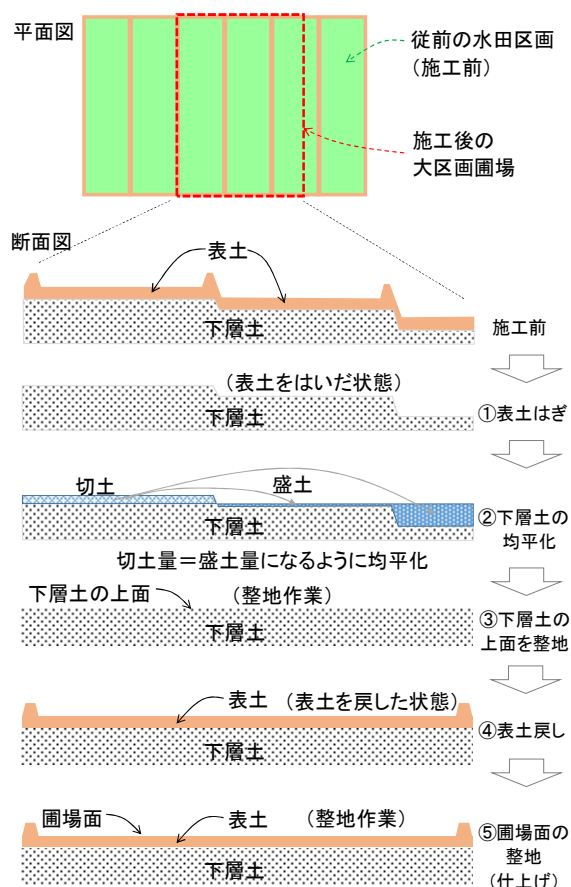 平面図
従前の水田区画
(施工前)
施工後の
大区画圃場
断面図
表土
下層土
施工前
(表土をはいだ状態)
下層土
①表土はぎ
切土
盛土
下層土
②下層土の
均平化
切土量=盛土量になるように均平化
下層土の上面
(整地作業)
下層土
③下層土の
上面を整地
表土
(表土を戻した状態)
下層土
④表土戻し
圃場面
表土
(整地作業)
下層土
⑤圃場面の
整地
(仕上げ)